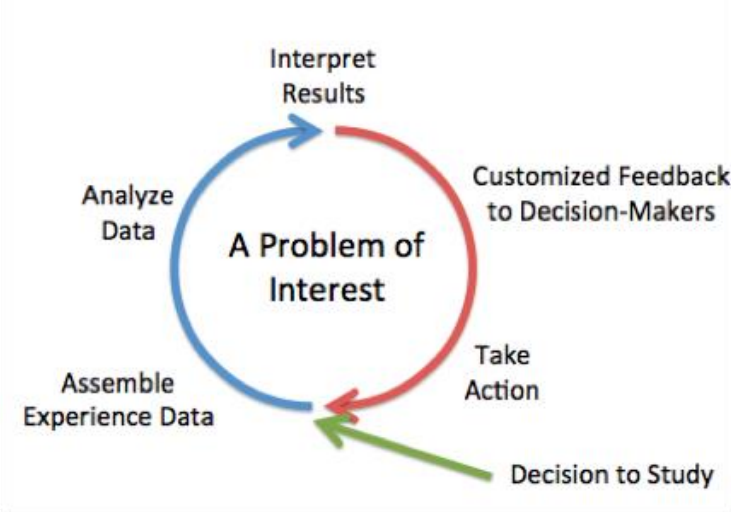 Interpret
Results
Customized Feedback
to Decision-Makers
Analyze
Data
A Problem of
Interest
Take
Action
Assemble
Experience Data
Decision to Study